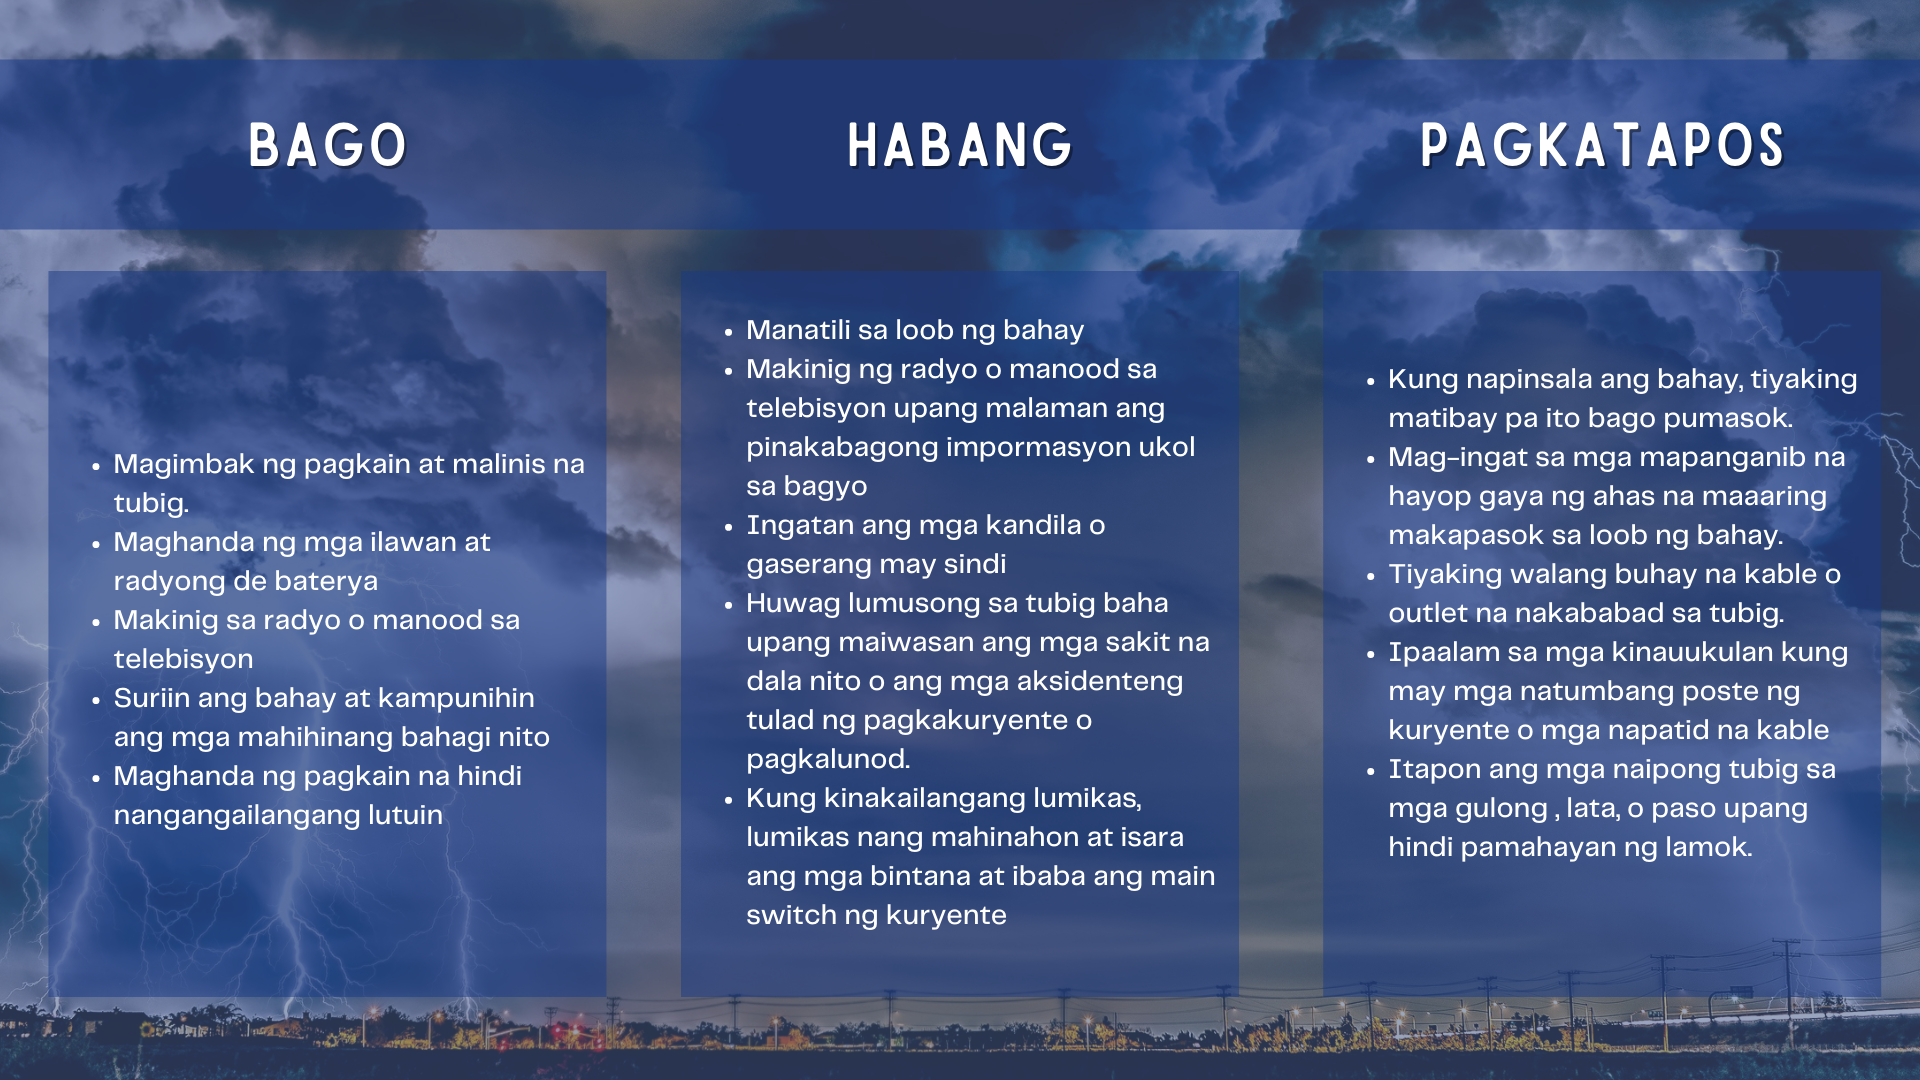 BAGO
HABANG
PAGKATAPOS
• Magimbak ng pagkain at malinis na
tubig.
• Maghanda ng mga ilawan at
radyong de baterya
• Makinig sa radyo o manood sa
telebisyon
• Suriin ang bahay at kampunihin
ang mga mahihinang bahagi nito
• Maghanda ng pagkain na hindi
nangangailangang lutuin
• Manatili sa loob ng bahay
• Makinig ng radyo o manood sa
telebisyon upang malaman ang
pinakabagong impormasyon ukol
sa bagyo
• Ingatan ang mga kandila o
gaserang may sindi
• Huwag lumusong sa tubig baha
upang maiwasan ang mga sakit na
dala nito o ang mga aksidenteng
tulad ng pagkakuryente o
pagkalunod.
• Kung kinakailangang lumikas,
lumikas nang mahinahon at isara
ang mga bintana at ibaba ang main
switch ng kuryente
• Kung napinsala ang bahay, tiyaking
matibay pa ito bago pumasok.
• Mag-ingat sa mga mapanganib na
hayop gaya ng ahas na maaaring
makapasok sa loob ng bahay.
• Tiyaking walang buhay na kable o
outlet na nakababad sa tubig.
• Ipaalam sa mga kinauukulan kung
may mga natumbang poste ng
kuryente o mga napatid na kable
• Itapon ang mga naipong tubig sa
mga gulong , lata, o paso upang
hindi pamahayan ng lamok.